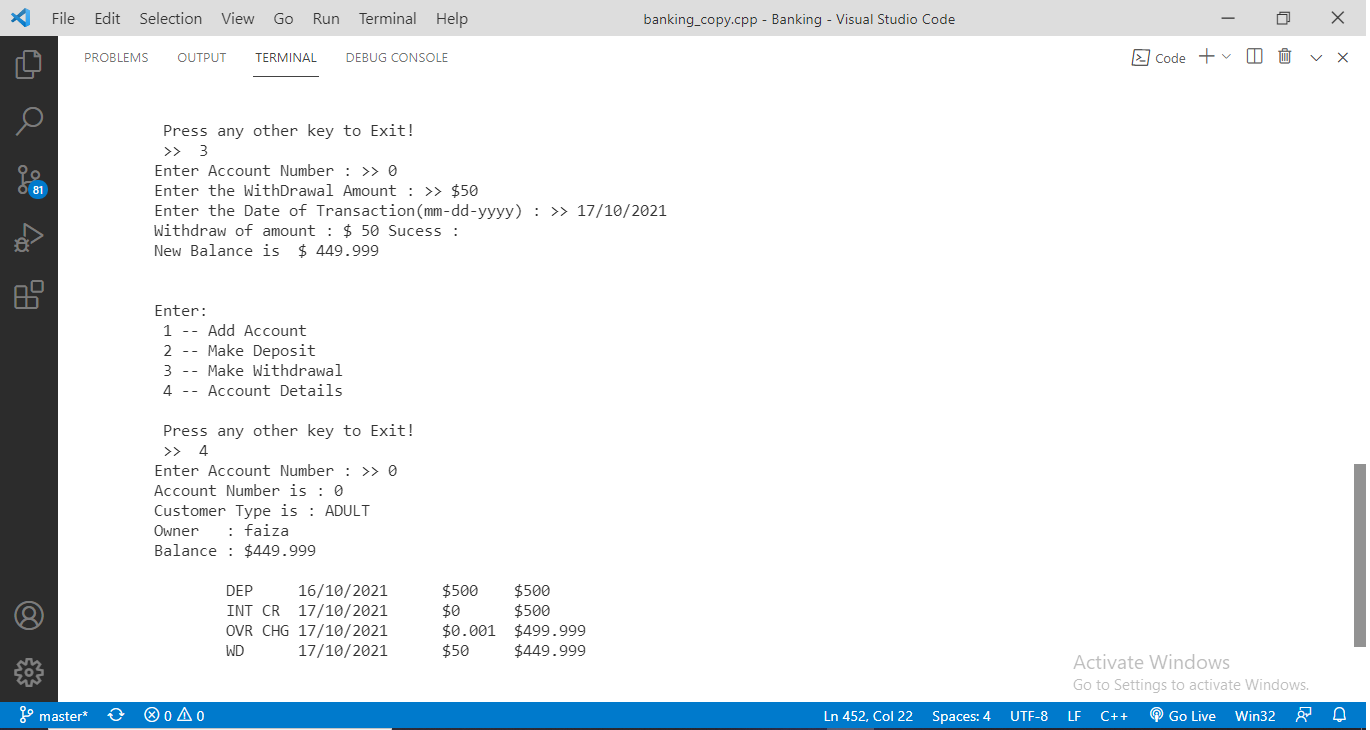 File Edit Selection View Go Run Terminal Help banking_copy.cpp - Banking - Visual Studio Code
PROBLEMS OUTPUT TERMINAL DEBUG CONSOLE Code
Press any other key to Exit!
>> 3
Enter Account Number : >> 0
Enter the WithDrawal Amount : >> $50
Enter the Date of Transaction(mm-dd-yyyy) : >> 17/10/2021
Withdraw of amount : $ 50 Sucess :
New Balance is $ 449.999
Enter:
1 -- Add Account
2 -- Make Deposit
3 -- Make Withdrawal
4 -- Account Details
Press any other key to Exit!
>> 4
Enter Account Number : >> 0
Account Number is : 0
Customer Type is : ADULT
Owner : faiza
Balance : $449.999
DEP 16/10/2021 $500 $500
INT CR 17/10/2021 $0 $500
OVR CHG 17/10/2021 $0.001 $499.999
WD 17/10/2021 $50 $449.999
81
Activate Windows
Go to Settings to activate Windows.
master* 0 0 Ln 452, Col 22 Spaces: 4 UTF-8 LF C++ Go Live Win32